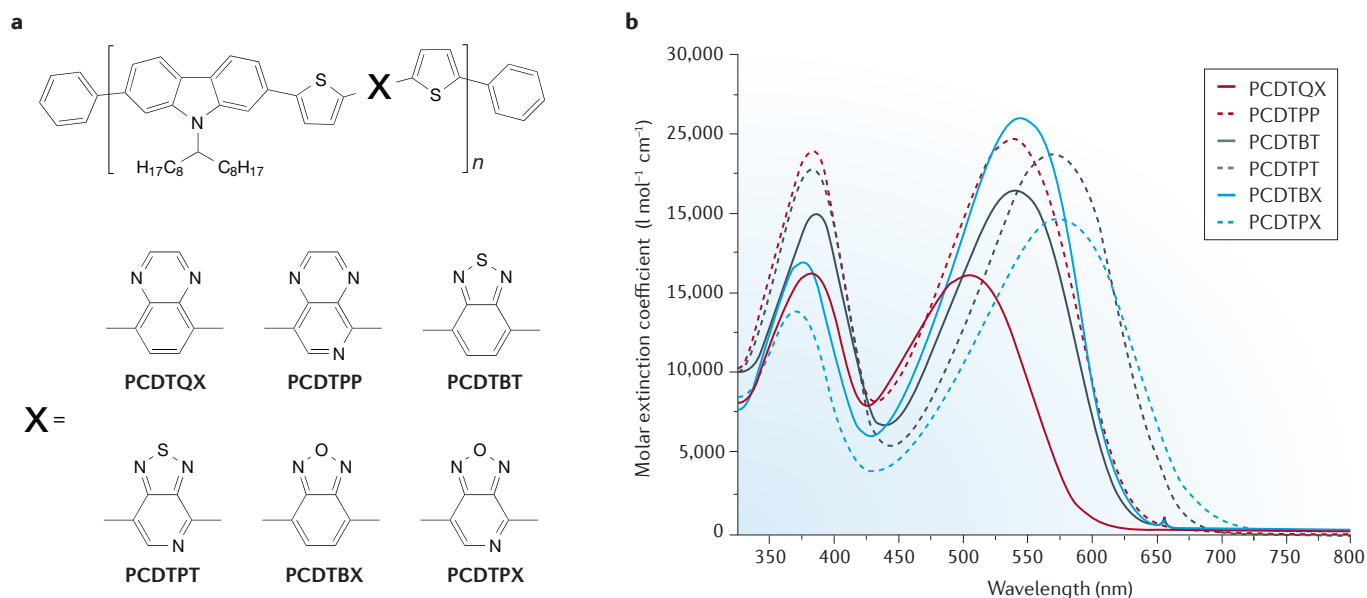 a
S
X
S
N
H17C8 C8H17
n
N N
PCDTQX
N N
N
PCDTPP
S
N N
PCDTBT
X =
S
N N
N
PCDTPT
O
N N
PCDTBX
O
N N
N
PCDTPX
b
30,000
25,000
15,000
15,000
10,000
5,000
0
Molar extinction coefficient (l mol⁻¹ cm⁻¹)
350 400 450 500 550 600 650 700 750 800
Wavelength (nm)
PCDTQX
PCDTPP
PCDTBT
PCDTPT
PCDTBX
PCDTPX